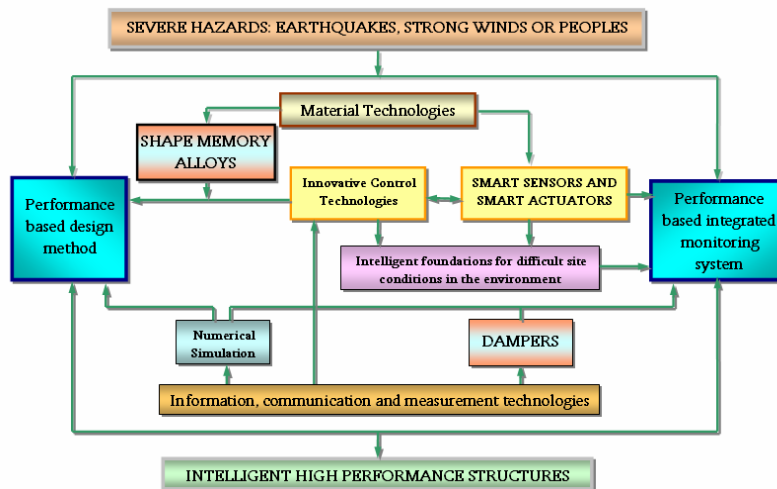 SEVERE HAZARDS: EARTHQUAKES, STRONG WINDS OR PEOPLES
Material Technologies
SHAPE MEMORY
ALLOYS
Performance
based design
method
Innovative Control
Technologies
SMART SENSORS AND
SMART ACTUATORS
Performance
based integrated
monitoring
system
Intelligent foundations for difficult site
conditions in the environment
Numerical
Simulation
DAMPERS
Information, communication and measurement technologies
INTELLIGENT HIGH PERFORMANCE STRUCTURES